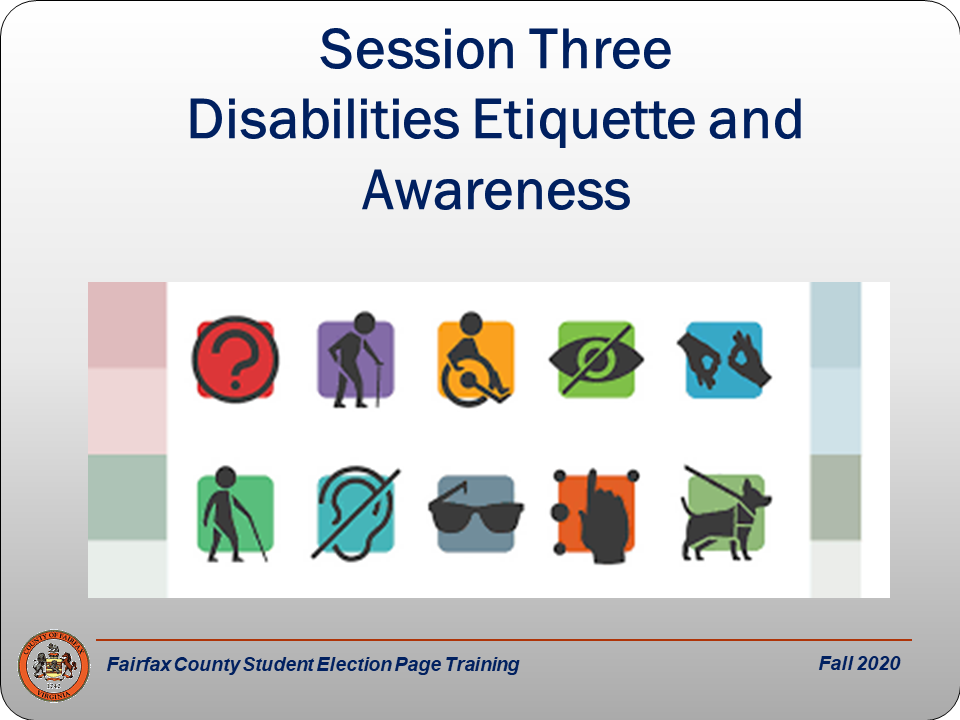 Session Three
Disabilities Etiquette and
Awareness
?
COUNTY OF FAIRFAX
1742
VIRGINIA
Fairfax County Student Election Page Training
Fall 2020